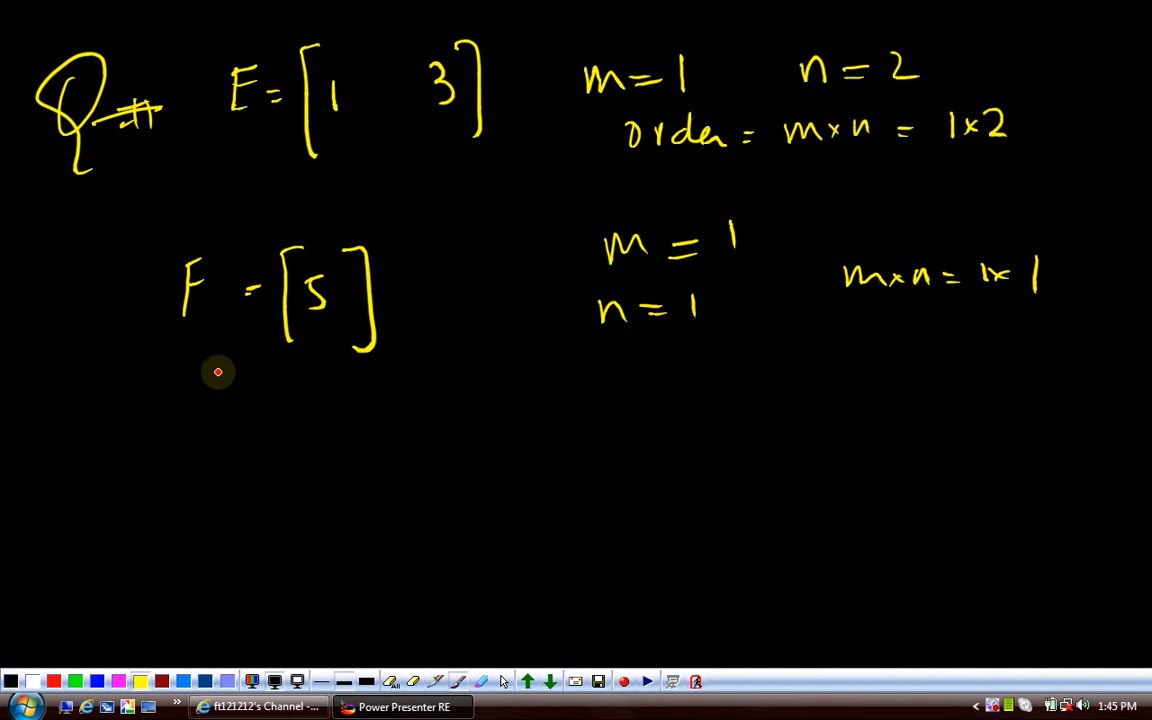 Q# E = [1 3] m = 1 n = 2
order = m×n = 1×2
F = [5] m = 1
n = 1 m×n = 1×1
ft121212's Channel -... Power Presenter RE 1:45 PM